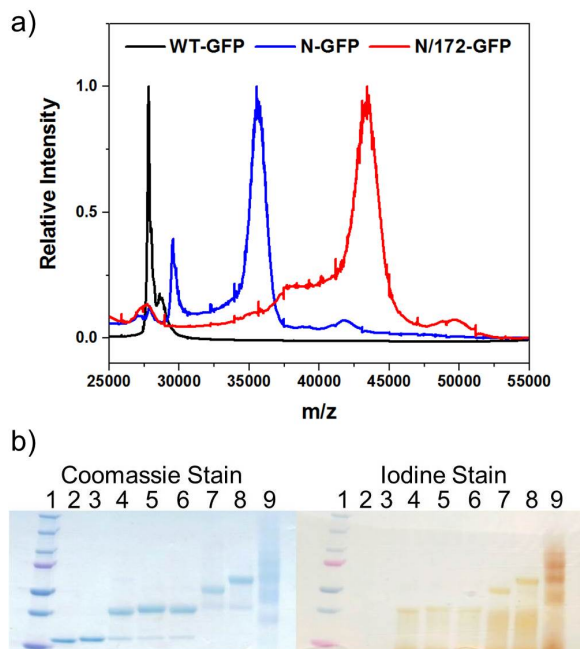 a)
WT-GFP N-GFP N/172-GFP
Relative Intensity
1.0
0.5
0.0
25000 30000 35000 40000 45000 50000 55000
m/z
b)
Coomassie Stain Iodine Stain
1 2 3 4 5 6 7 8 9 1 2 3 4 5 6 7 8 9